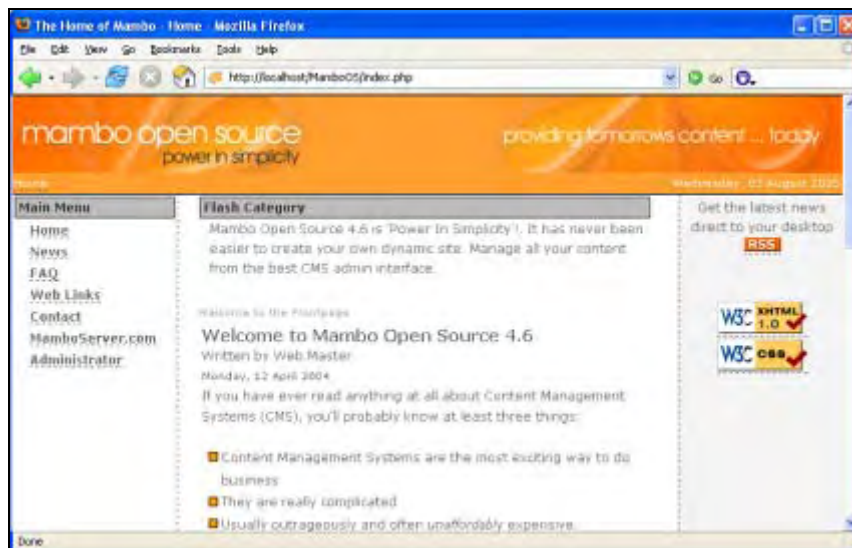 The Home of Mambo - Home - Mozilla Firefox
File Edit View Go Bookmarks Tools Help
http://localhost/MamboOS/index.php
Go
mambo open source
power in simplicity
providing tomorrows content ... today
Home
Wednesday, 03 August 2005
Main Menu
Home
News
FAQ
Web Links
Contact
MamboServer.com
Administrator
Flash Category
Mambo Open Source 4.6 is 'Power In Simplicity'!. It has never been
easier to create your own dynamic site. Manage all your content
from the best CMS admin interface.
Welcome to the Frontpage
Welcome to Mambo Open Source 4.6
Written by Web Master
Monday, 12 April 2004
If you have ever read anything at all about Content Management
Systems (CMS), you'll probably know at least three things:
Content Management Systems are the most exciting way to do
business
They are really complicated
Usually outrageously and often unaffordably expensive.
Get the latest news
direct to your desktop
RSS
W3C XHTML 1.0
W3C CSS
Done